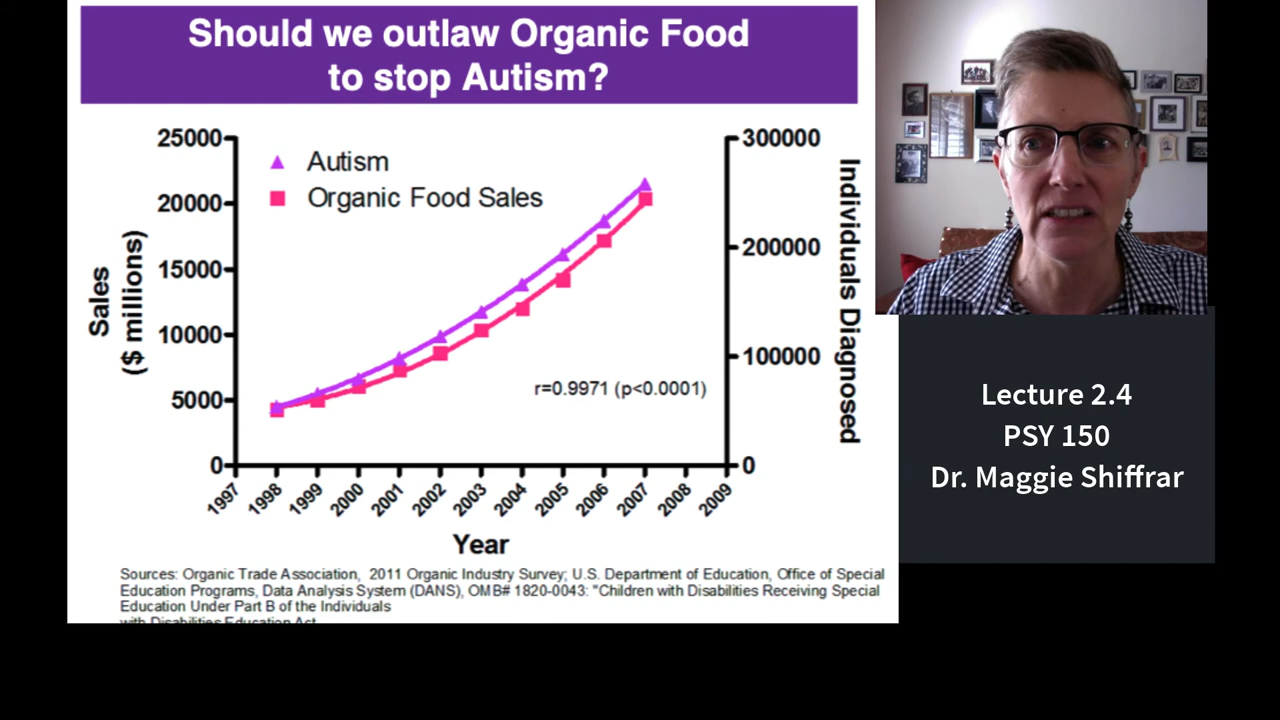 Should we outlaw Organic Food
to stop Autism?
25000
20000
15000
10000
5000
0
Sales
($ millions)
Autism
Organic Food Sales
r=0.9971 (p<0.0001)
300000
200000
100000
0
Individuals Diagnosed
1997
1998
1999
2000
2001
2002
2003
2004
2005
2006
2007
2008
2009
Year
Sources: Organic Trade Association, 2011 Organic Industry Survey; U.S. Department of Education, Office of Special
Education Programs, Data Analysis System (DANS), OMB# 1820-0043: "Children with Disabilities Receiving Special
Education Under Part B of the Individuals
with Disabilities Education Act
Lecture 2.4
PSY 150
Dr. Maggie Shiffrar